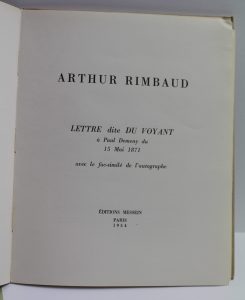 ARTHUR RIMBAUD
LETTRE dite DU VOYANT
à Paul Demeny du
15 Mai 1871
avec le fac-similé de l'autographe
ÉDITIONS MESSEIN
PARIS
1954